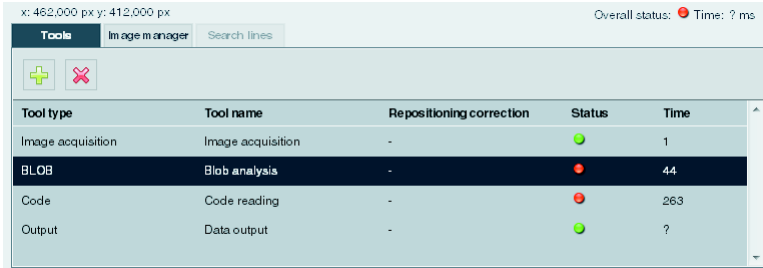 x: 462,000 px y: 412,000 px Overall status: Time: ? ms
Tools Image manager Search lines
Tool type Tool name Repositioning correction Status Time
Image acquisition Image acquisition - 1
BLOB Blob analysis - 44
Code Code reading - 263
Output Data output - ?